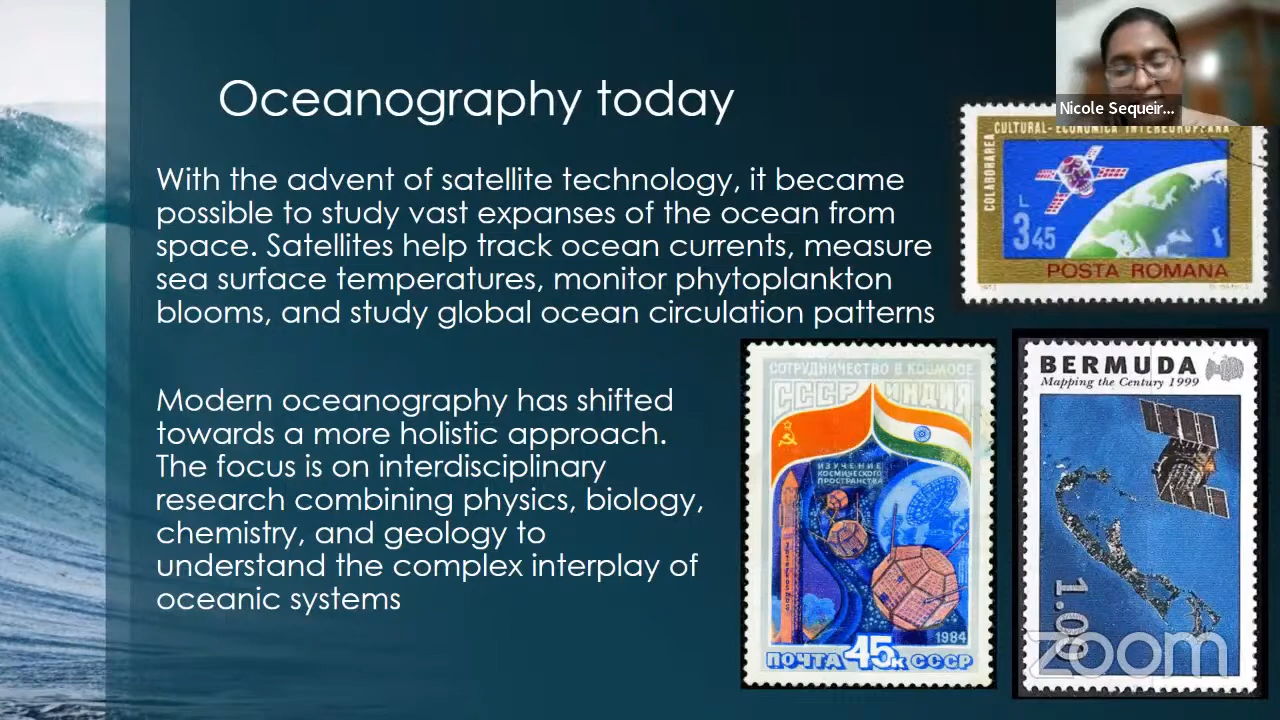 Oceanography today
With the advent of satellite technology, it became
possible to study vast expanses of the ocean from
space. Satellites help track ocean currents, measure
sea surface temperatures, monitor phytoplankton
blooms, and study global ocean circulation patterns
Modern oceanography has shifted
towards a more holistic approach.
The focus is on interdisciplinary
research combining physics, biology,
chemistry, and geology to
understand the complex interplay of
oceanic systems
Nicole Sequeir...
CULTURAL-ECONOMICA INTEREUROPEANA
COLABORAREA
L
3 45
POSTA ROMANA
СОТРУДНИЧЕСТВО В КОСМОСЕ
СССР ИНДИЯ
ИЗУЧЕНИЕ
КОСМИЧЕСКОГО
ПРОСТРАНСТВА
ИНТЕРКОСМОС
1984
ПОЧТА 45к СССР
BERMUDA
Mapping the Century 1999
1.00
zoom